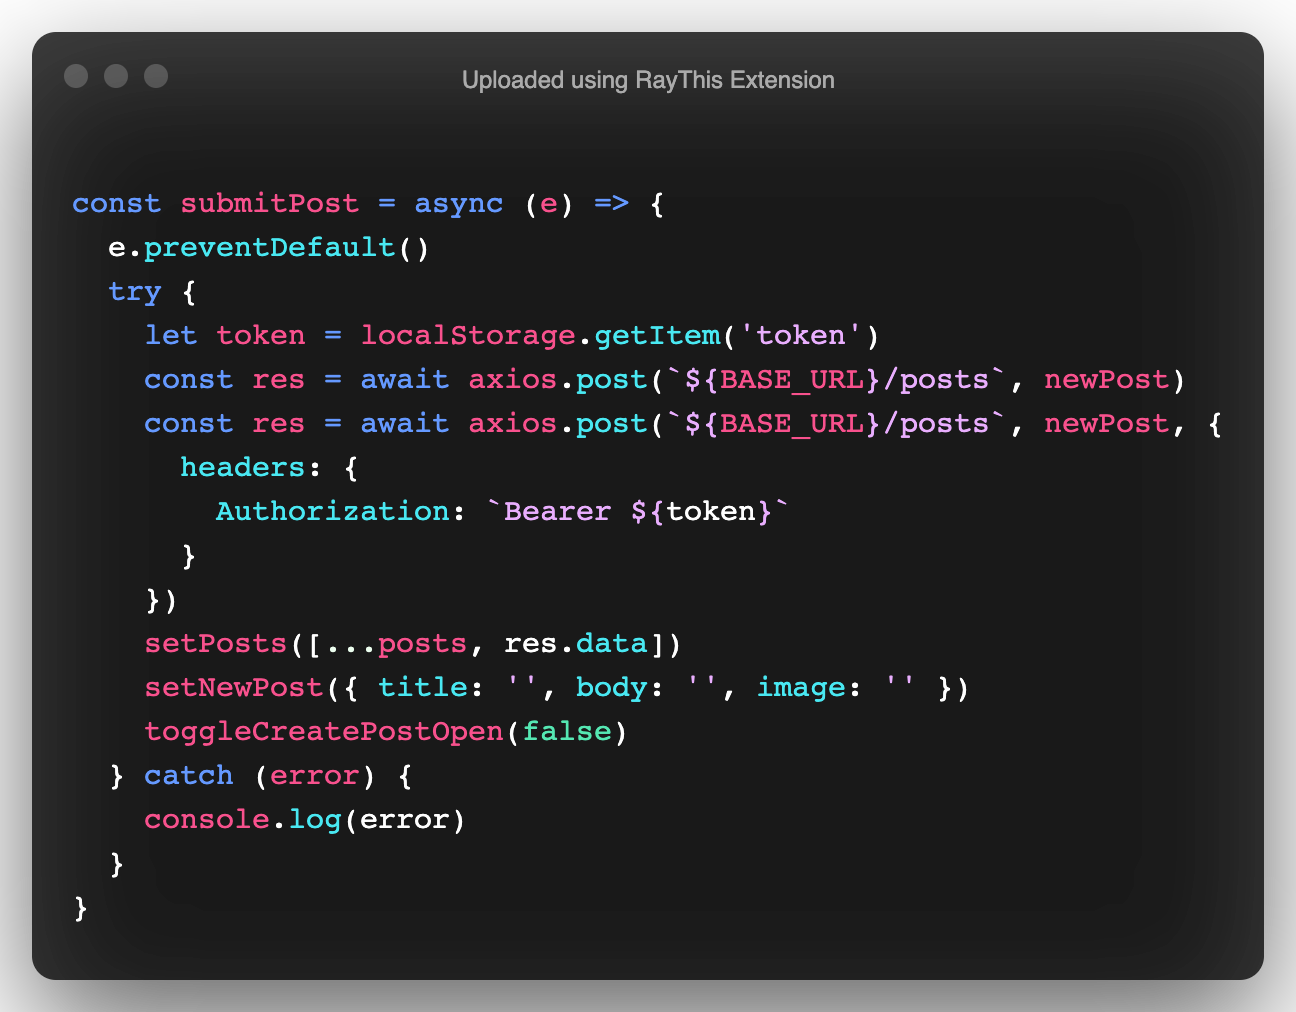 Uploaded using RayThis Extension
const submitPost = async (e) => {
  e.preventDefault()
  try {
    let token = localStorage.getItem('token')
    const res = await axios.post(`${BASE_URL}/posts`, newPost)
    const res = await axios.post(`${BASE_URL}/posts`, newPost, {
      headers: {
        Authorization: `Bearer ${token}`
      }
    })
    setPosts([...posts, res.data])
    setNewPost({ title: '', body: '', image: '' })
    toggleCreatePostOpen(false)
  } catch (error) {
    console.log(error)
  }
}